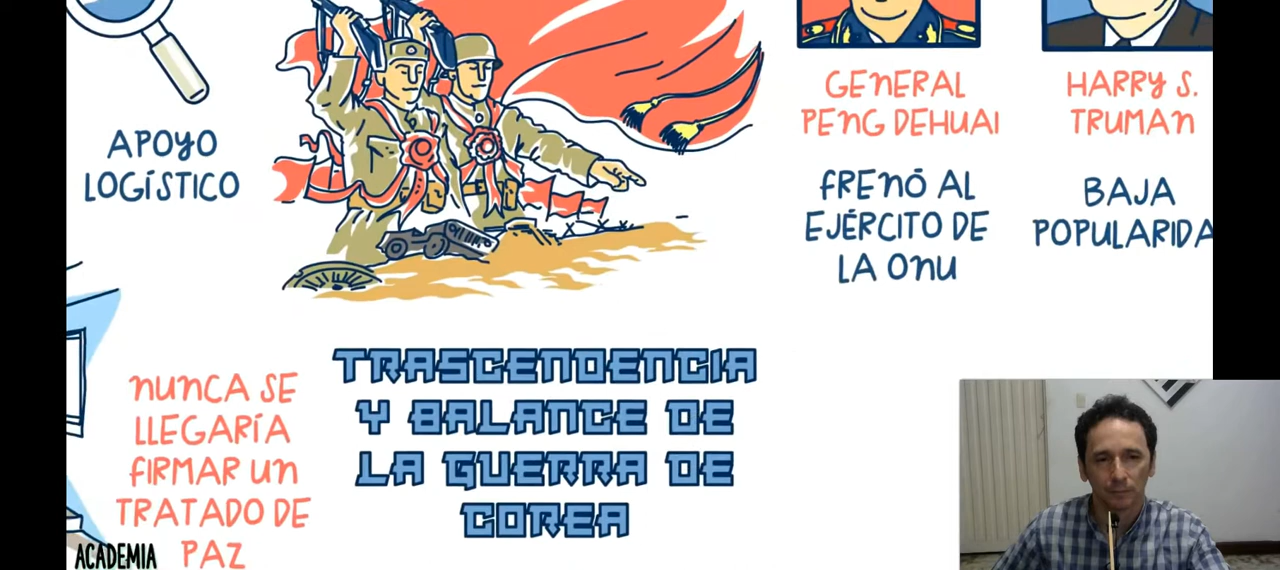 APOYO
LOGÍSTICO
GENERAL
PENG DEHUAI
FRENÓ AL
EJÉRCITO DE
LA ONU
HARRY S.
TRUMAN
BAJA
POPULARIDA
NUNCA SE
LLEGARÍA
FIRMAR UN
TRATADO DE
PAZ
TRASCENDENCIA
Y BALANCE DE
LA GUERRA DE
COREA
ACADEMIA